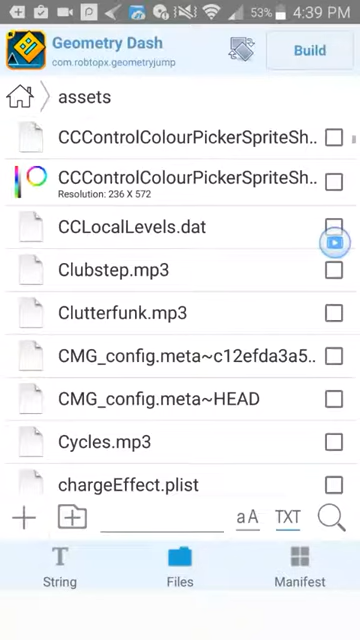 53% 4:39 PM
Geometry Dash
com.robtopx.geometryjump
Build
assets
CCControlColourPickerSpriteSh..
CCControlColourPickerSpriteSh..
Resolution: 236 X 572
CCLocalLevels.dat
Clubstep.mp3
Clutterfunk.mp3
CMG_config.meta~c12efda3a5..
CMG_config.meta~HEAD
Cycles.mp3
chargeEffect.plist
aA TXT
T
String Files Manifest